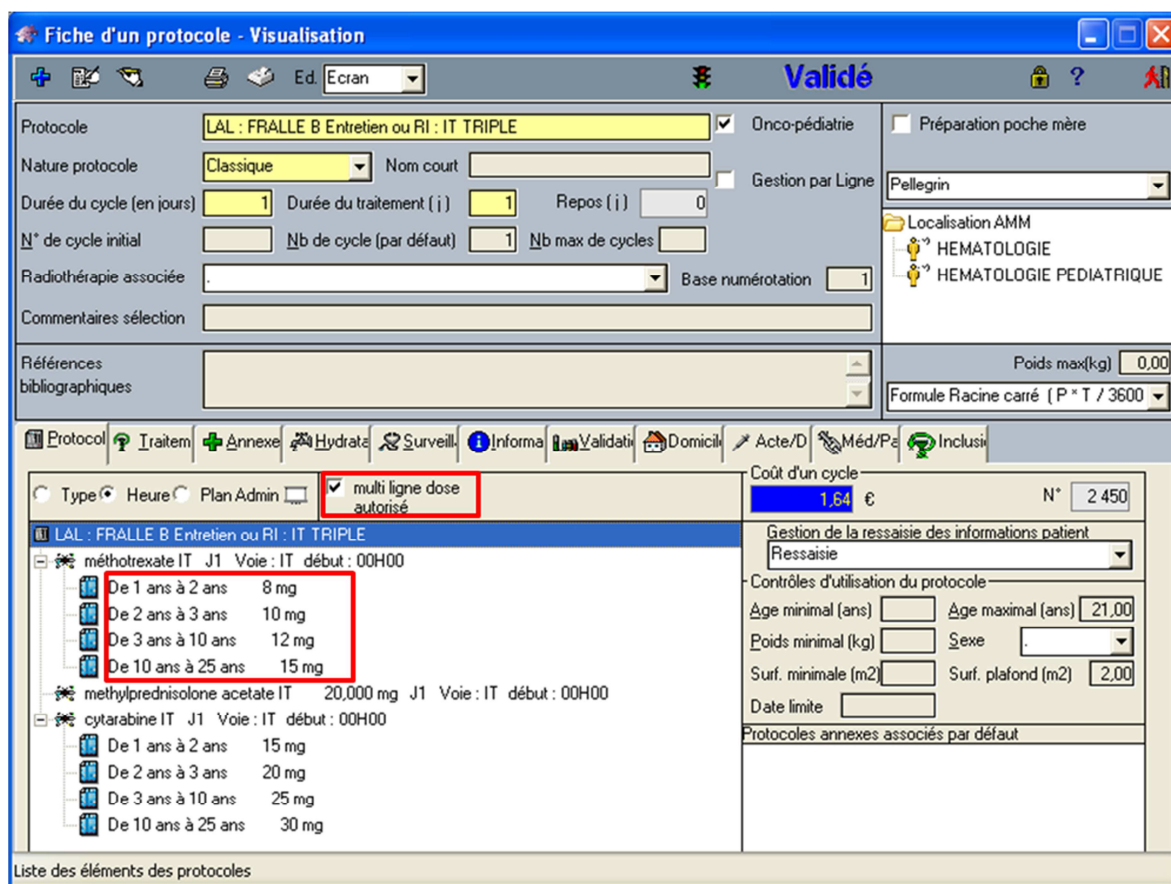 Fiche d'un protocole - Visualisation
Ed. Ecran Validé ?
Protocole LAL : FRALLE B Entretien ou RI : IT TRIPLE Onco-pédiatrie Préparation poche mère
Nature protocole Classique Nom court Gestion par Ligne Pellegrin
Durée du cycle (en jours) 1 Durée du traitement ( j ) 1 Repos ( j ) 0
Localisation AMM
N° de cycle initial Nb de cycle (par défaut) 1 Nb max de cycles
HEMATOLOGIE
HEMATOLOGIE PEDIATRIQUE
Radiothérapie associée . Base numérotation 1
Commentaires sélection
Références bibliographiques
Poids max(kg) 0,00
Formule Racine carré ( P * T / 3600
Protocol Traitem Annexe Hydrata Surveill Informa Validati Domicil Acte/D Méd/Pa Inclusi
Type Heure Plan Admin multi ligne dose
autorisé
Coût d'un cycle
1,64 € N° 2 450
LAL : FRALLE B Entretien ou RI : IT TRIPLE
méthotrexate IT J1 Voie : IT début : 00H00
De 1 ans à 2 ans 8 mg
De 2 ans à 3 ans 10 mg
De 3 ans à 10 ans 12 mg
De 10 ans à 25 ans 15 mg
methylprednisolone acetate IT 20,000 mg J1 Voie : IT début : 00H00
cytarabine IT J1 Voie : IT début : 00H00
De 1 ans à 2 ans 15 mg
De 2 ans à 3 ans 20 mg
De 3 ans à 10 ans 25 mg
De 10 ans à 25 ans 30 mg
Gestion de la ressaisie des informations patient
Ressaisie
Contrôles d'utilisation du protocole
Age minimal (ans) Age maximal (ans) 21,00
Poids minimal (kg) Sexe .
Surf. minimale (m2) Surf. plafond (m2) 2,00
Date limite
Protocoles annexes associés par défaut
Liste des éléments des protocoles